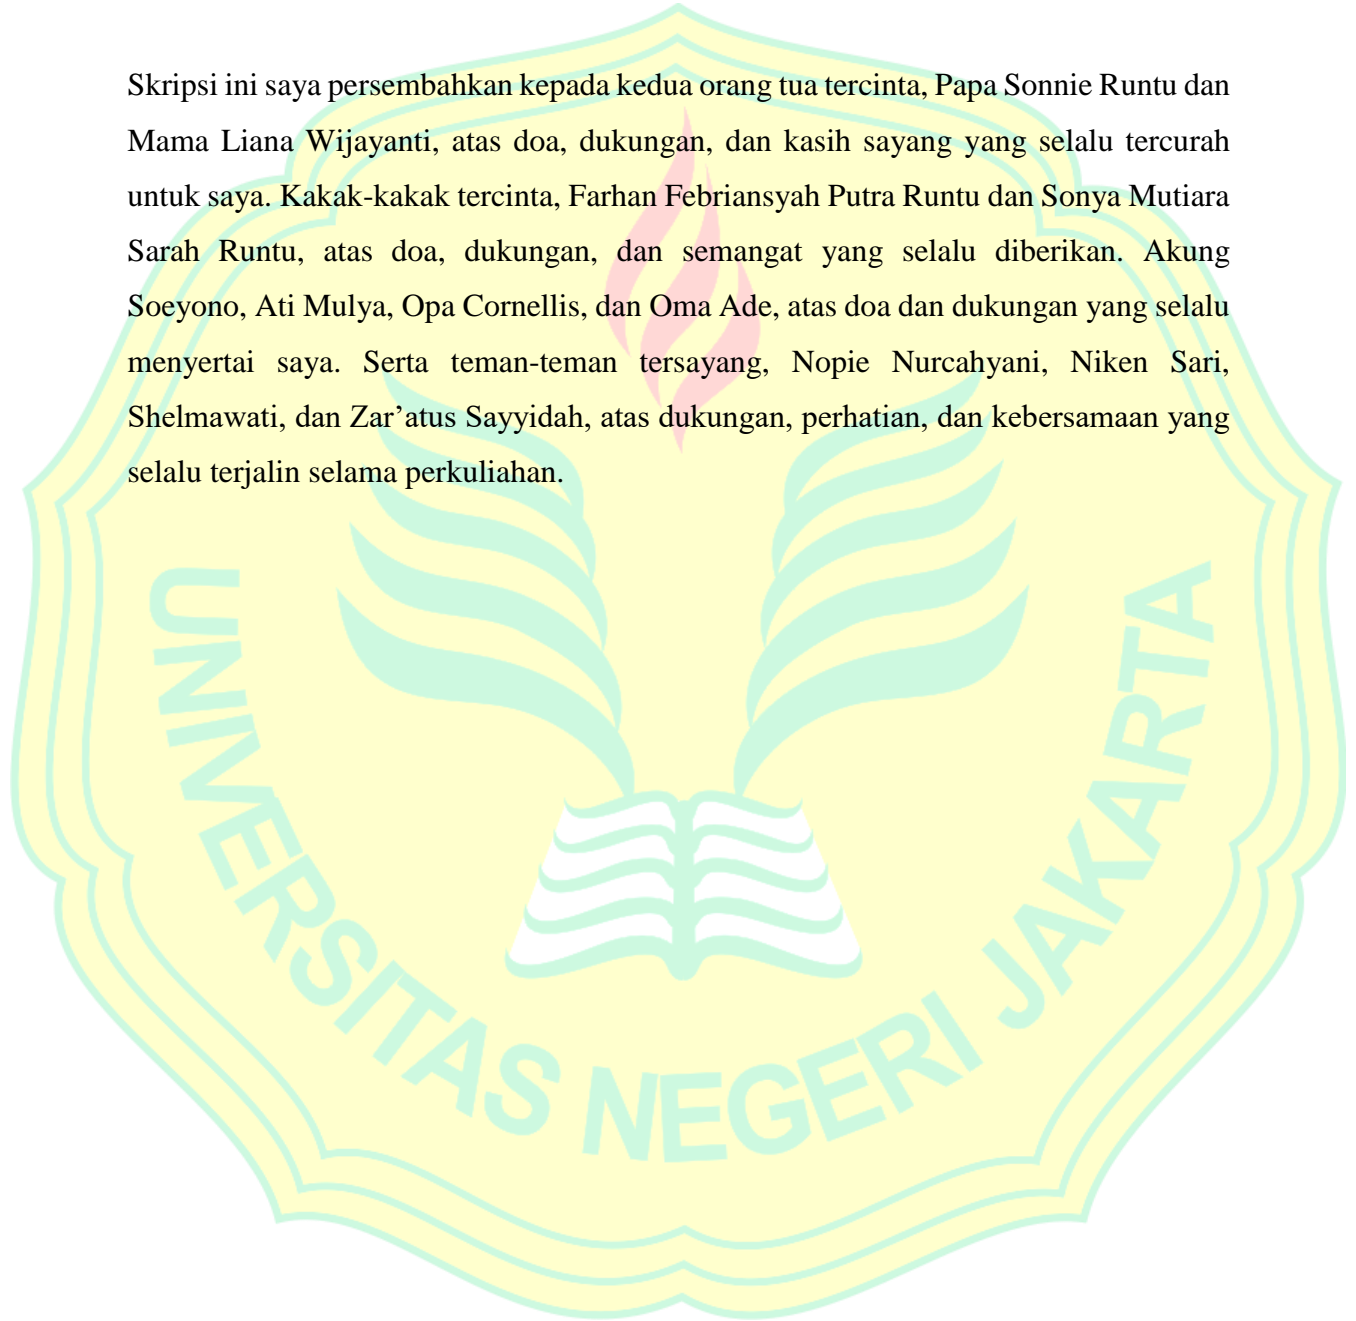 Skripsi ini saya persembahkan kepada kedua orang tua tercinta, Papa Sonnie Runtu dan
Mama Liana Wijayanti, atas doa, dukungan, dan kasih sayang yang selalu tercurah
untuk saya. Kakak-kakak tercinta, Farhan Febriansyah Putra Runtu dan Sonya Mutiara
Sarah Runtu, atas doa, dukungan, dan semangat yang selalu diberikan. Akung
Soeyono, Ati Mulya, Opa Cornellis, dan Oma Ade, atas doa dan dukungan yang selalu
menyertai saya. Serta teman-teman tersayang, Nopie Nurcahyani, Niken Sari,
Shelmawati, dan Zar’atus Sayyidah, atas dukungan, perhatian, dan kebersamaan yang
selalu terjalin selama perkuliahan.
UNIVERSITAS NEGERI JAKARTA